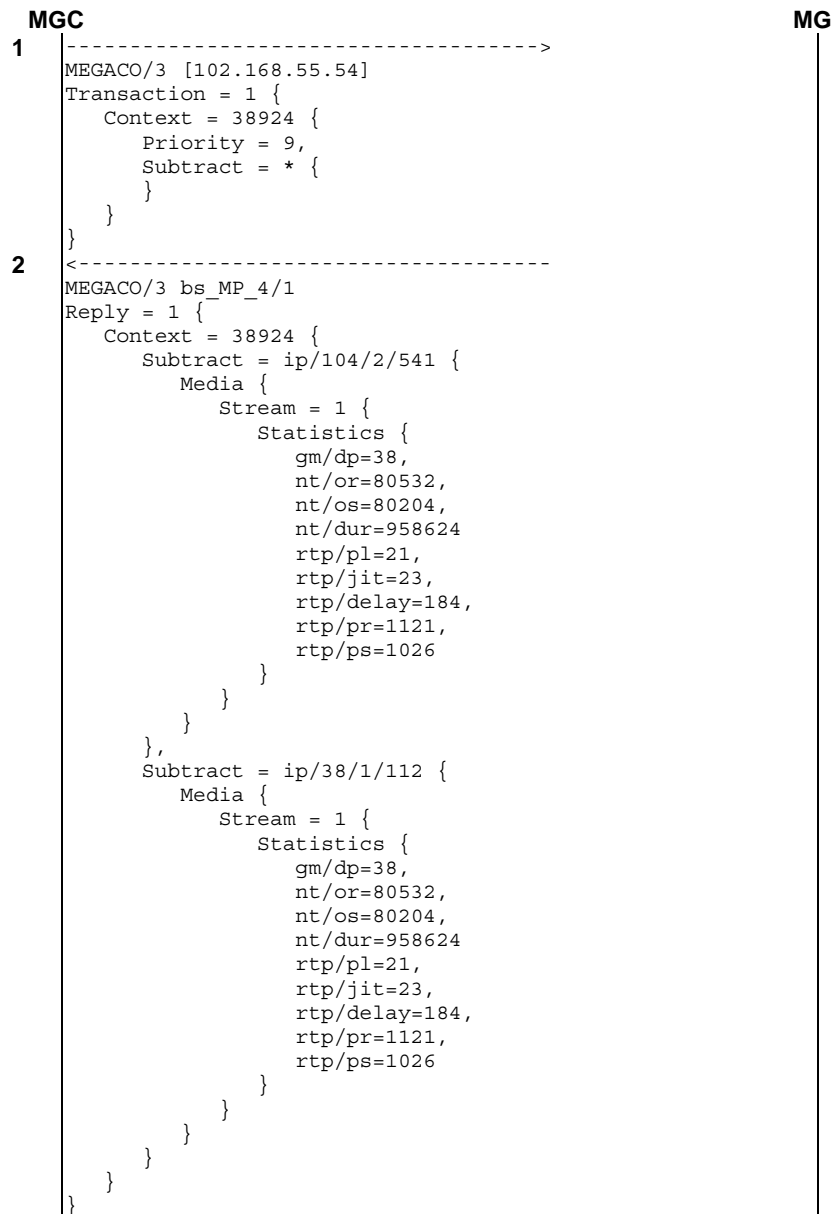 MGC MG
1 ------------------------------------->
MEGACO/3 [102.168.55.54]
Transaction = 1 {
Context = 38924 {
Priority = 9,
Subtract = * {
}
}
}
2 <-------------------------------------
MEGACO/3 bs_MP_4/1
Reply = 1 {
Context = 38924 {
Subtract = ip/104/2/541 {
Media {
Stream = 1 {
Statistics {
gm/dp=38,
nt/or=80532,
nt/os=80204,
nt/dur=958624
rtp/pl=21,
rtp/jit=23,
rtp/delay=184,
rtp/pr=1121,
rtp/ps=1026
}
}
}
},
Subtract = ip/38/1/112 {
Media {
Stream = 1 {
Statistics {
gm/dp=38,
nt/or=80532,
nt/os=80204,
nt/dur=958624
rtp/pl=21,
rtp/jit=23,
rtp/delay=184,
rtp/pr=1121,
rtp/ps=1026
}
}
}
}
}
}